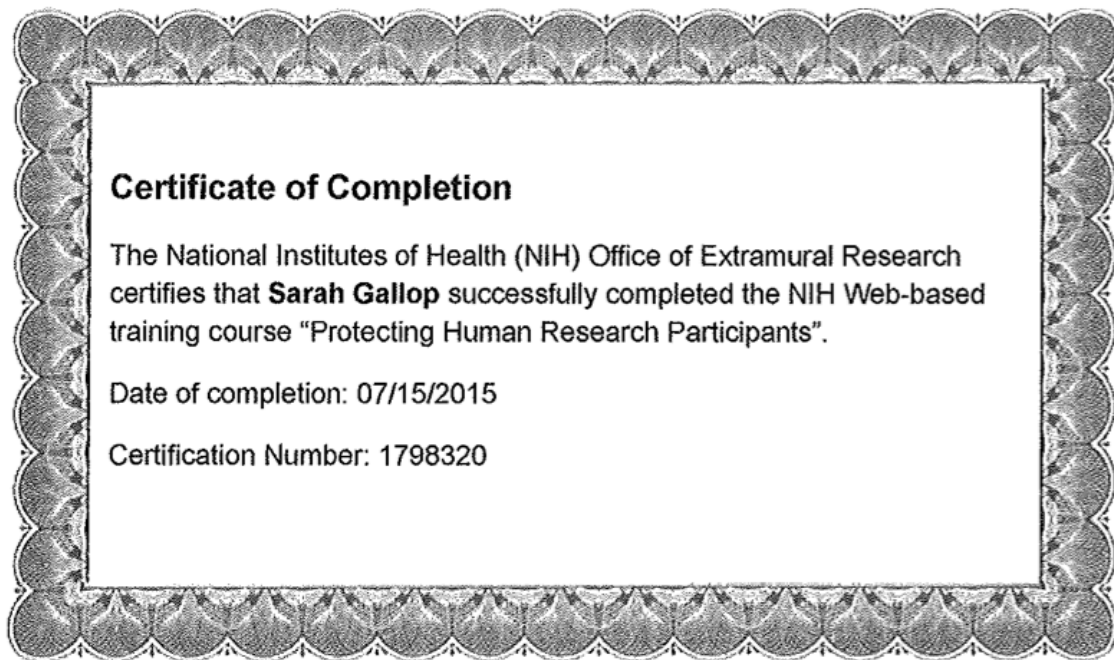 Certificate of Completion
The National Institutes of Health (NIH) Office of Extramural Research
certifies that Sarah Gallop successfully completed the NIH Web-based
training course “Protecting Human Research Participants”.
Date of completion: 07/15/2015
Certification Number: 1798320